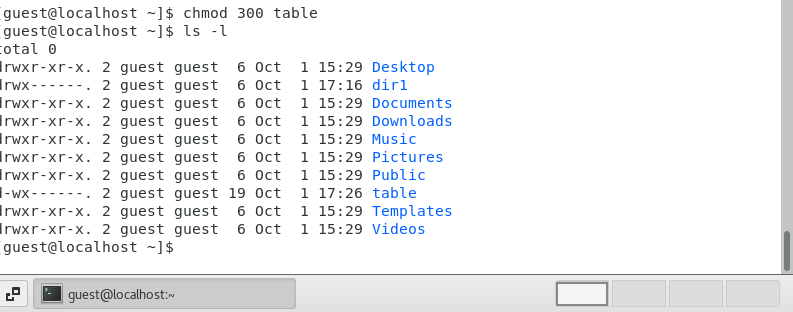 [guest@localhost ~]$ chmod 300 table
[guest@localhost ~]$ ls -l
total 0
drwxr-xr-x. 2 guest guest  6 Oct  1 15:29 Desktop
drwx------. 2 guest guest  6 Oct  1 17:16 dir1
drwxr-xr-x. 2 guest guest  6 Oct  1 15:29 Documents
drwxr-xr-x. 2 guest guest  6 Oct  1 15:29 Downloads
drwxr-xr-x. 2 guest guest  6 Oct  1 15:29 Music
drwxr-xr-x. 2 guest guest  6 Oct  1 15:29 Pictures
drwxr-xr-x. 2 guest guest  6 Oct  1 15:29 Public
d-wx------. 2 guest guest 19 Oct  1 17:26 table
drwxr-xr-x. 2 guest guest  6 Oct  1 15:29 Templates
drwxr-xr-x. 2 guest guest  6 Oct  1 15:29 Videos
[guest@localhost ~]$
guest@localhost:~